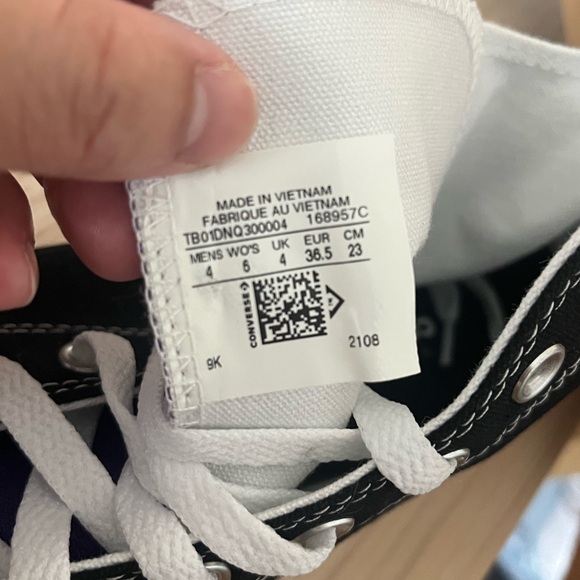 MADE IN VIETNAM
FABRIQUE AU VIETNAM
TB01DNQ300004 168957C
MENS WO'S UK EUR CM
4 6 4 36.5 23
CONVERSE
9K 2108